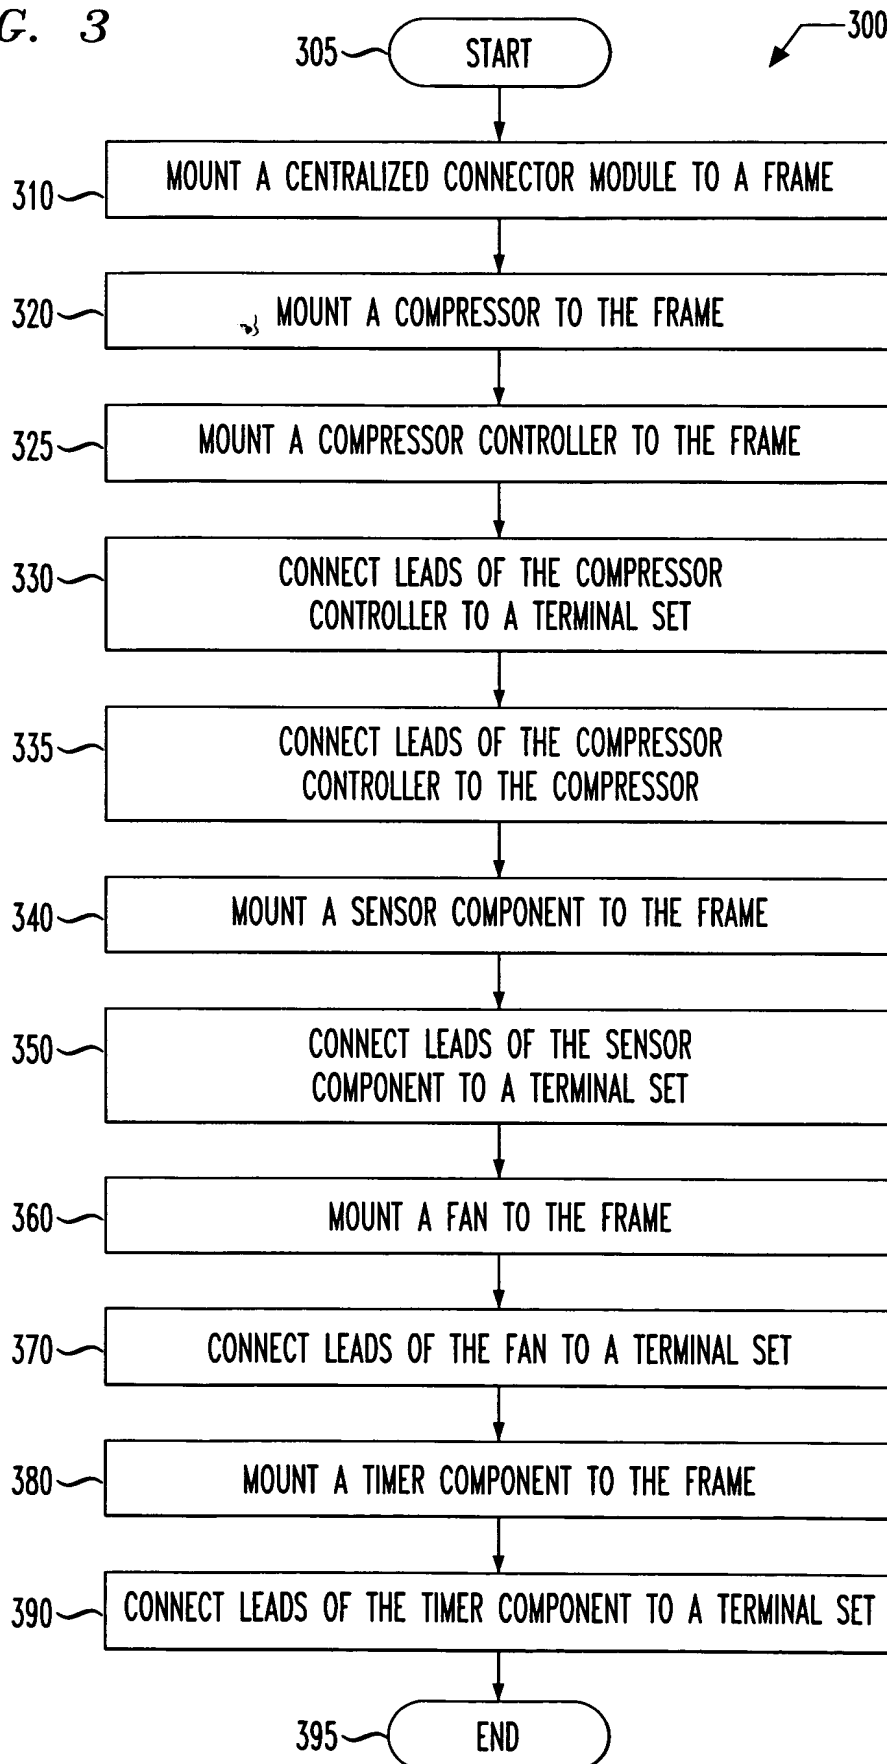 G. 3
300
305 START
310 MOUNT A CENTRALIZED CONNECTOR MODULE TO A FRAME
320 MOUNT A COMPRESSOR TO THE FRAME
325 MOUNT A COMPRESSOR CONTROLLER TO THE FRAME
330 CONNECT LEADS OF THE COMPRESSOR
CONTROLLER TO A TERMINAL SET
335 CONNECT LEADS OF THE COMPRESSOR
CONTROLLER TO THE COMPRESSOR
340 MOUNT A SENSOR COMPONENT TO THE FRAME
350 CONNECT LEADS OF THE SENSOR
COMPONENT TO A TERMINAL SET
360 MOUNT A FAN TO THE FRAME
370 CONNECT LEADS OF THE FAN TO A TERMINAL SET
380 MOUNT A TIMER COMPONENT TO THE FRAME
390 CONNECT LEADS OF THE TIMER COMPONENT TO A TERMINAL SET
395 END